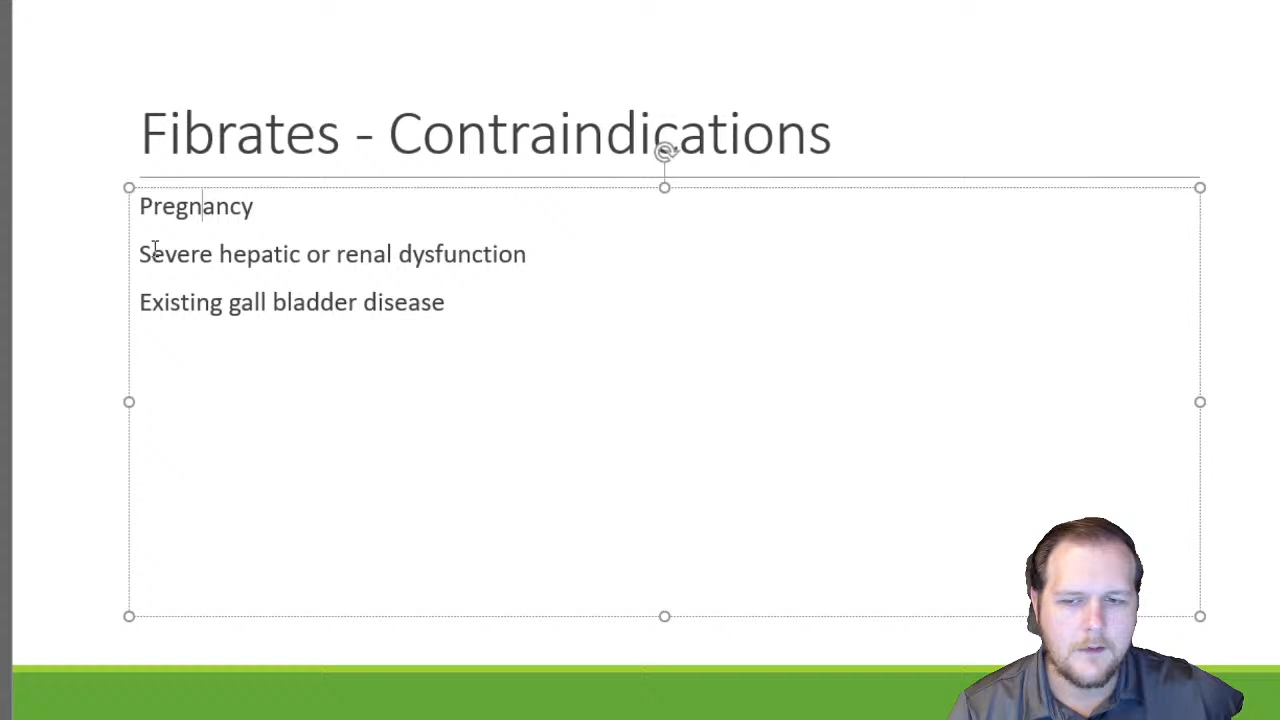 Fibrates - Contraindications
Pregnancy
Severe hepatic or renal dysfunction
Existing gall bladder disease